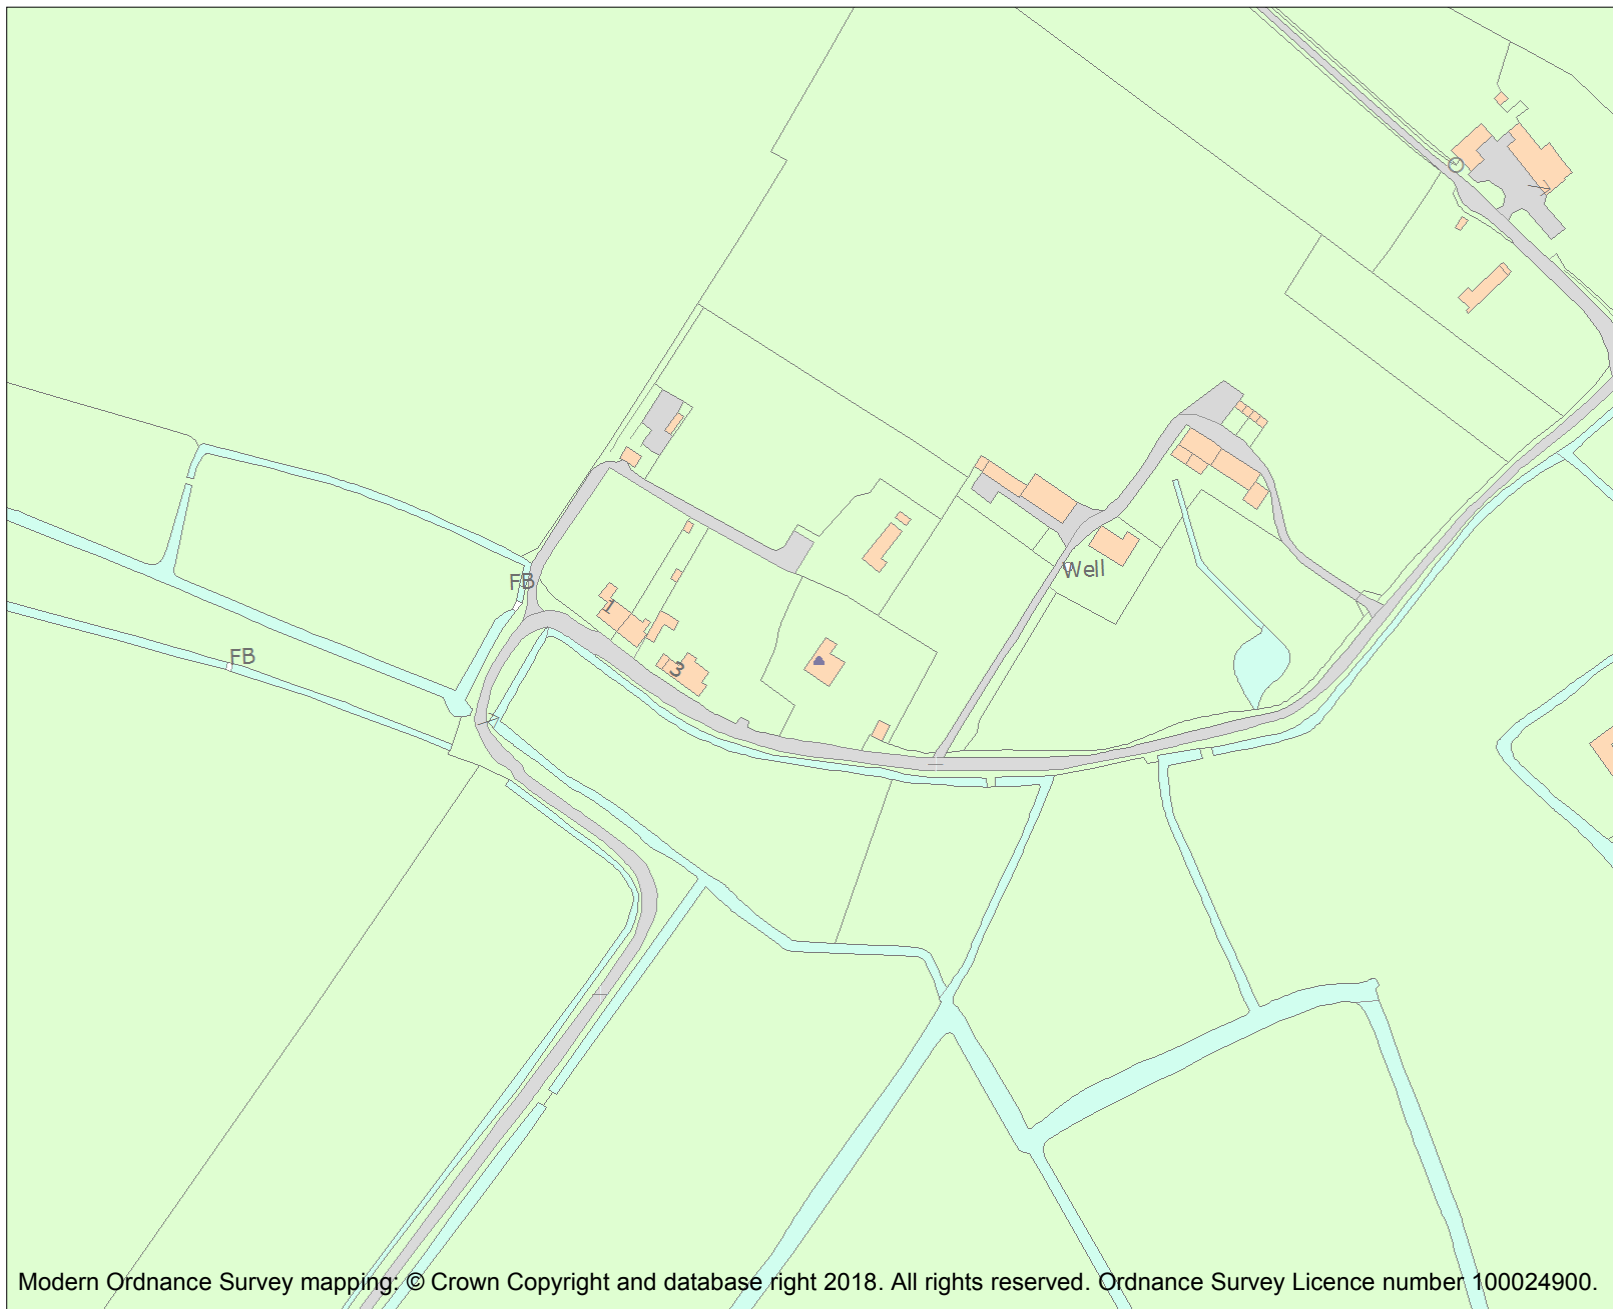 FB
1
Well
FB
3
Modern Ordnance Survey mapping: © Crown Copyright and database right 2018. All rights reserved. Ordnance Survey Licence number 100024900.